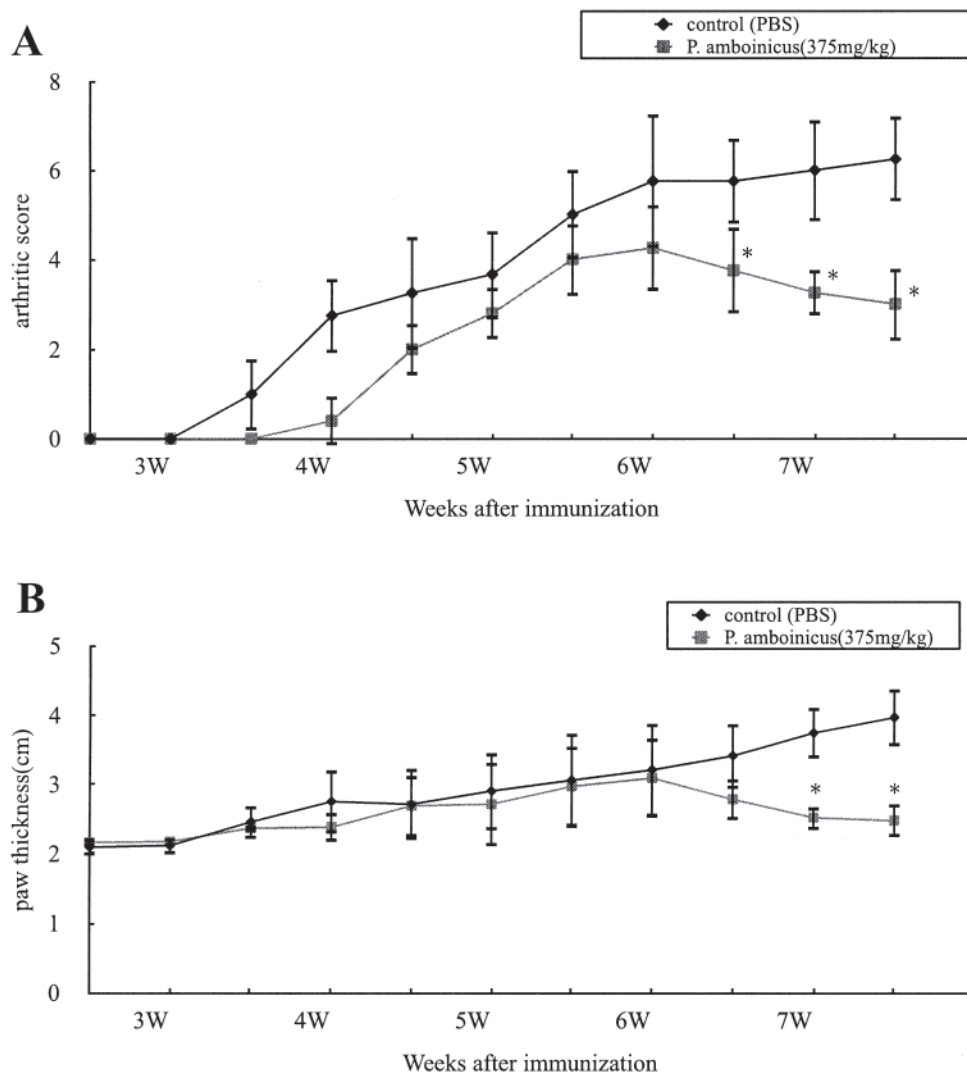 A
control (PBS)
P. amboinicus(375mg/kg)
8
6
4
2
0
arthritic score
*
*
*
3W 4W 5W 6W 7W
Weeks after immunization
B
control (PBS)
P. amboinicus(375mg/kg)
5
4
3
2
1
0
paw thickness(cm)
* *
3W 4W 5W 6W 7W
Weeks after immunization